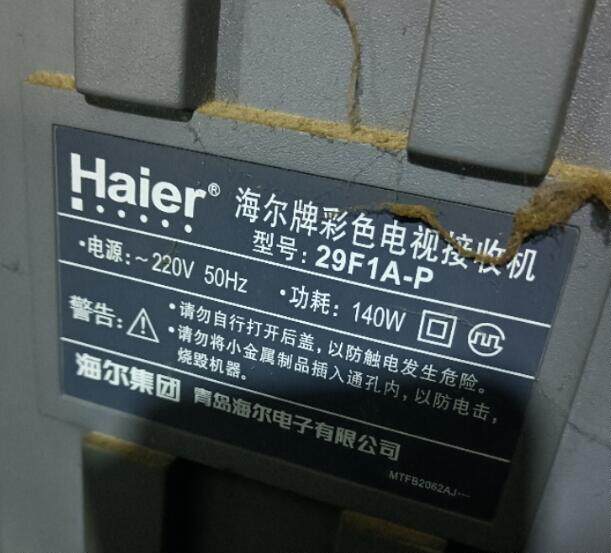 Haier®
海尔牌彩色电视接收机
型号: 29F1A-P
·电源: ~220V 50Hz ·功耗: 140W
警告: ·请勿自行打开后盖，以防触电发生危险。
·请勿将小金属制品插入通孔内，以防电击，
烧毁机器。
海尔集团 青岛海尔电子有限公司
MTFB2062AJ---